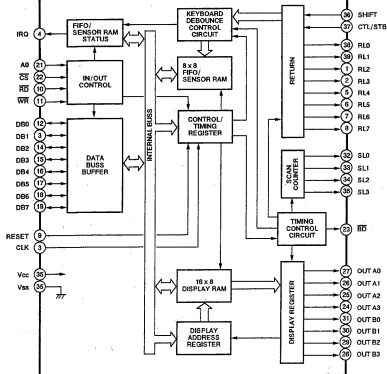 IRQ 4
A0 21
CS 22
RD 10
WR 11
DB0 12
DB1 13
DB2 14
DB3 15
DB4 16
DB5 17
DB6 18
DB7 19
RESET 9
CLK 3
Vcc 35
Vss 35
FIFO/
SENSOR RAM
STATUS
IN/OUT
CONTROL
DATA
BUSS
BUFFER
INTERNAL BUSS
KEYBOARD
DEBOUNCE
CONTROL
CIRCUIT
8 x 8
FIFO/
SENSOR RAM
CONTROL/
TIMING
REGISTER
16 x 8
DISPLAY RAM
DISPLAY
ADDRESS
REGISTER
RETURN
SCAN
COUNTER
TIMING
CONTROL
CIRCUIT
DISPLAY REGISTER
36 SHIFT
37 CTL/STB
38 RL0
39 RL1
1 RL2
2 RL3
5 RL4
6 RL5
7 RL6
8 RL7
32 SL0
33 SL1
34 SL2
35 SL3
23 BD
27 OUT A0
26 OUT A1
25 OUT A2
24 OUT A3
31 OUT B0
30 OUT B1
29 OUT B2
28 OUT B3